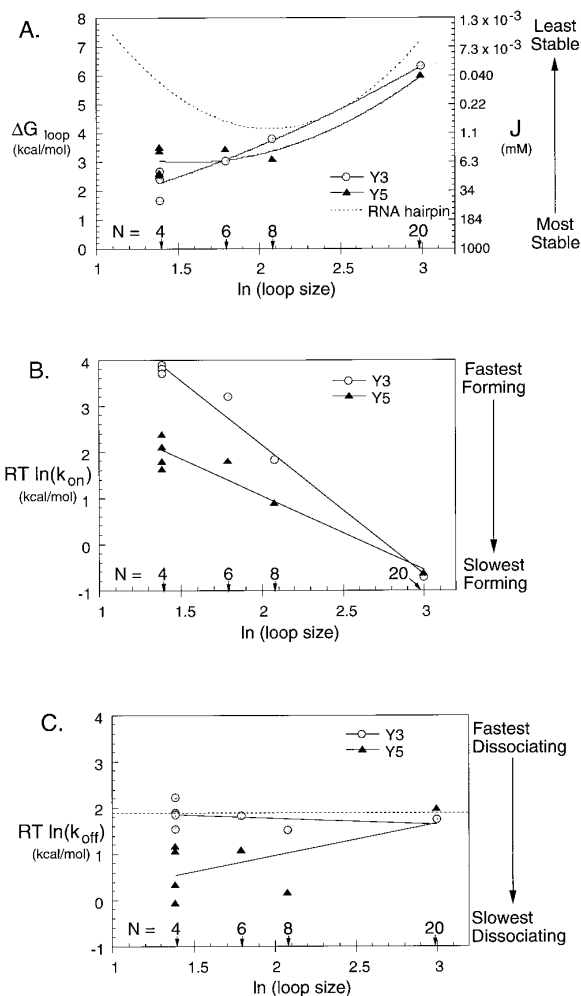 A.
8
7
6
5
4
3
2
1
0
ΔG loop
(kcal/mol)
Y3
Y5
RNA hairpin
N = 4 6 8 20
1 1.5 2 2.5 3
ln (loop size)
1.3 x 10⁻³
7.3 x 10⁻³
0.040
0.22
1.1
6.3
34
184
1000
J
(mM)
Least
Stable
Most
Stable
B.
4
3
2
1
0
-1
RT ln(kon)
(kcal/mol)
Y3
Y5
N = 4 6 8 20
1 1.5 2 2.5 3
ln (loop size)
Fastest
Forming
Slowest
Forming
C.
4
3
2
1
0
-1
RT ln(koff)
(kcal/mol)
Y3
Y5
N = 4 6 8 20
1 1.5 2 2.5 3
ln (loop size)
Fastest
Dissociating
Slowest
Dissociating